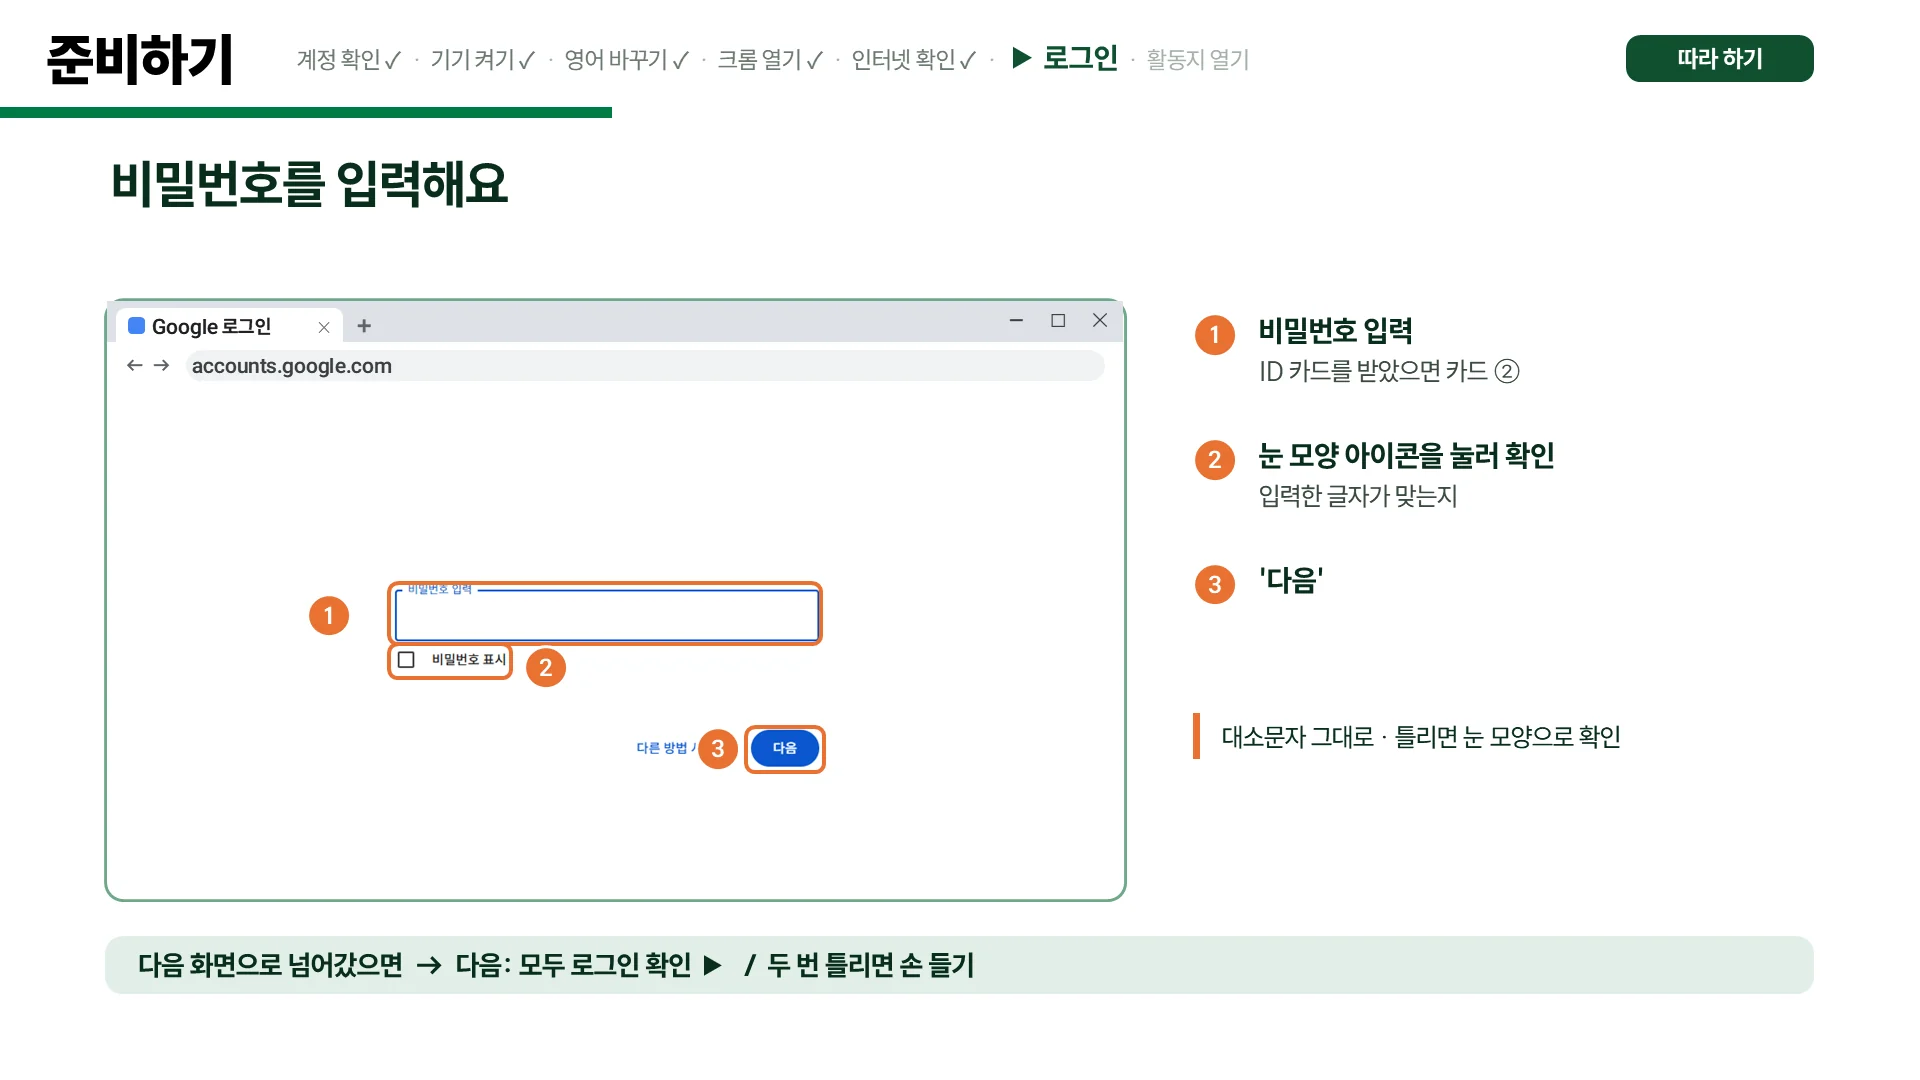 준비하기
계정 확인 ✓ · 기기 켜기 ✓ · 영어 바꾸기 ✓ · 크롬 열기 ✓ · 인터넷 확인 ✓ · ▶ 로그인 · 활동지 열기
따라 하기
비밀번호를 입력해요
Google 로그인
accounts.google.com
비밀번호 입력
1
비밀번호 표시
2
다른 방법
3
다음
1 비밀번호 입력
ID 카드를 받았으면 카드 ②
2 눈 모양 아이콘을 눌러 확인
입력한 글자가 맞는지
3 '다음'
대소문자 그대로 · 틀리면 눈 모양으로 확인
다음 화면으로 넘어갔으면 → 다음: 모두 로그인 확인 ▶ / 두 번 틀리면 손 들기